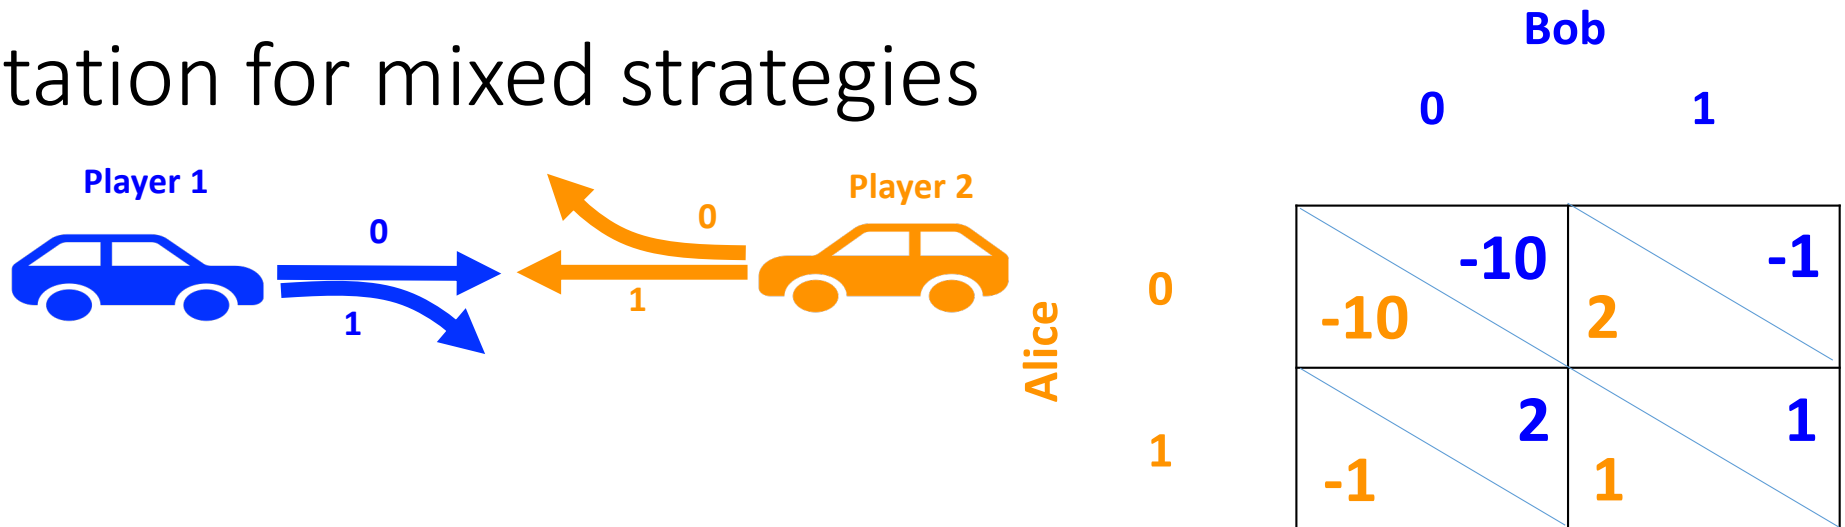 tation for mixed strategies
Player 1
0
1
Player 2
0
1
Bob
0 1
Alice
0
-10 -10
2 -1
1
-1 2
1 1